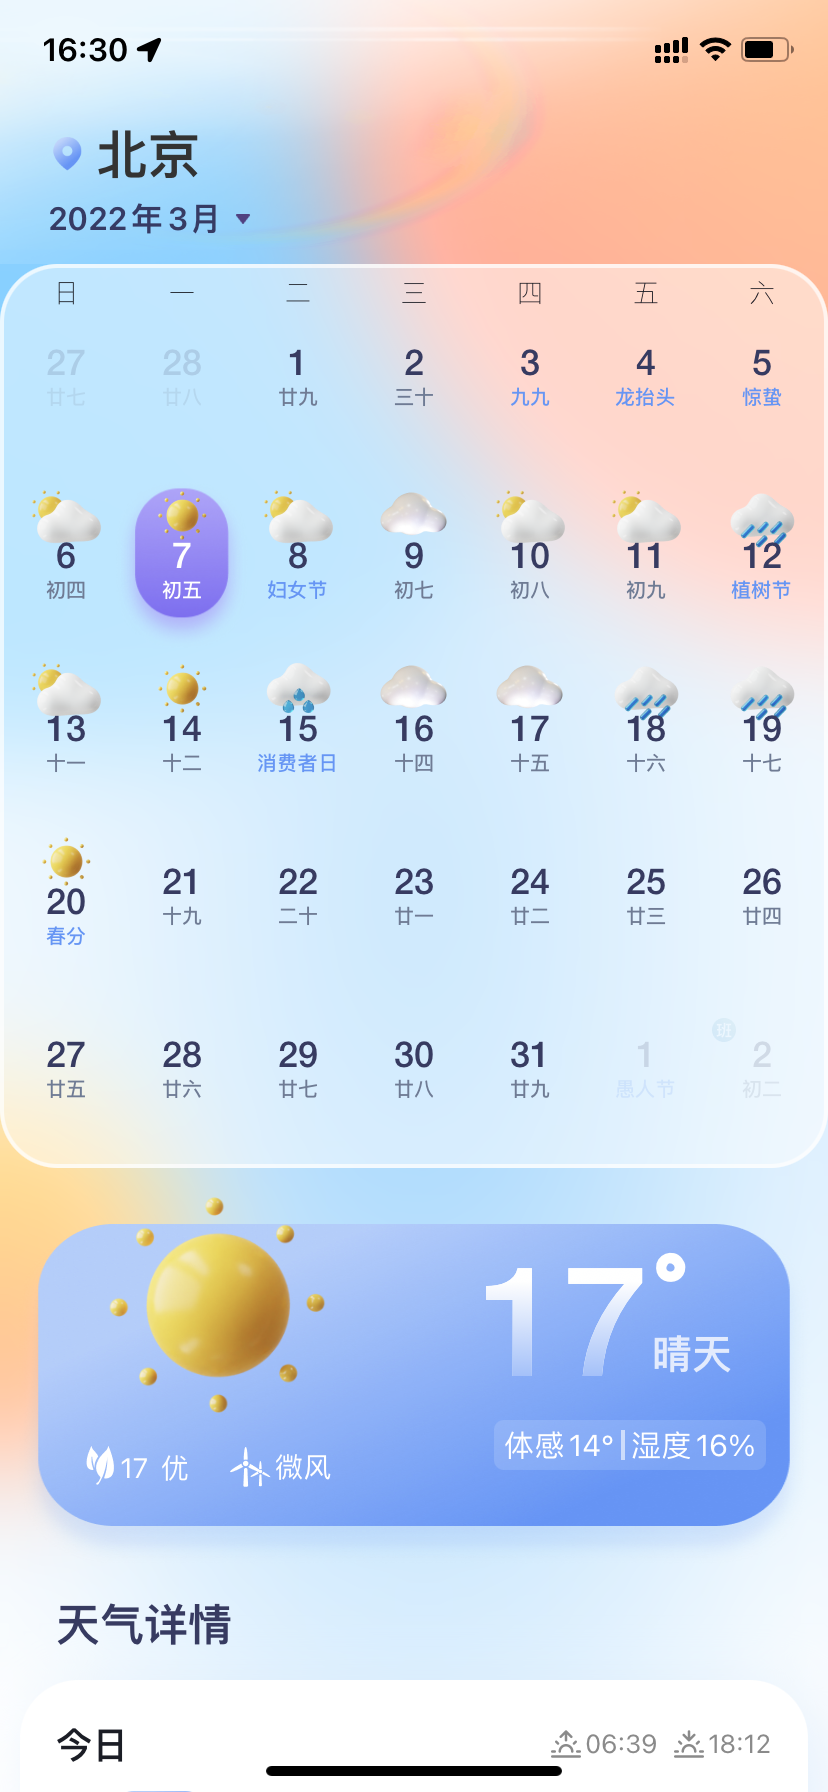 16:30
北京
2022年3月
日 一 二 三 四 五 六
27 28 1 2 3 4 5
廿七 廿八 廿九 三十 九九 龙抬头 惊蛰
6 7 8 9 10 11 12
初四 初五 妇女节 初七 初八 初九 植树节
13 14 15 16 17 18 19
十一 十二 消费者日 十四 十五 十六 十七
20 21 22 23 24 25 26
春分 十九 二十 廿一 廿二 廿三 廿四
班
27 28 29 30 31 1 2
廿五 廿六 廿七 廿八 廿九 愚人节 初二
17°
晴天
体感14° | 湿度16%
17 优 微风
天气详情
今日 06:39 18:12